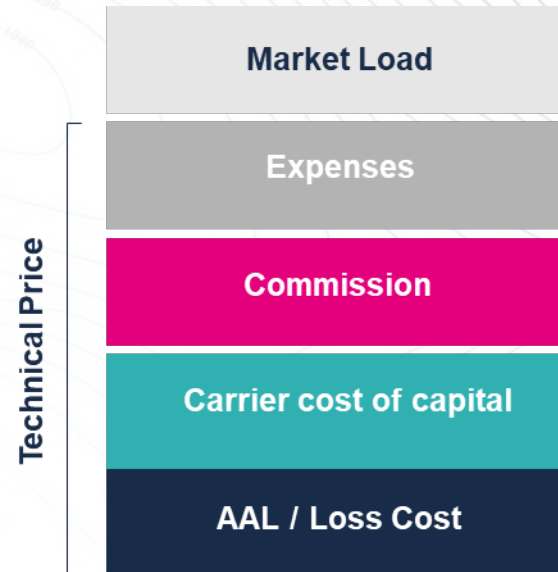 Market Load
Expenses
Commission
Carrier cost of capital
AAL / Loss Cost
Technical Price